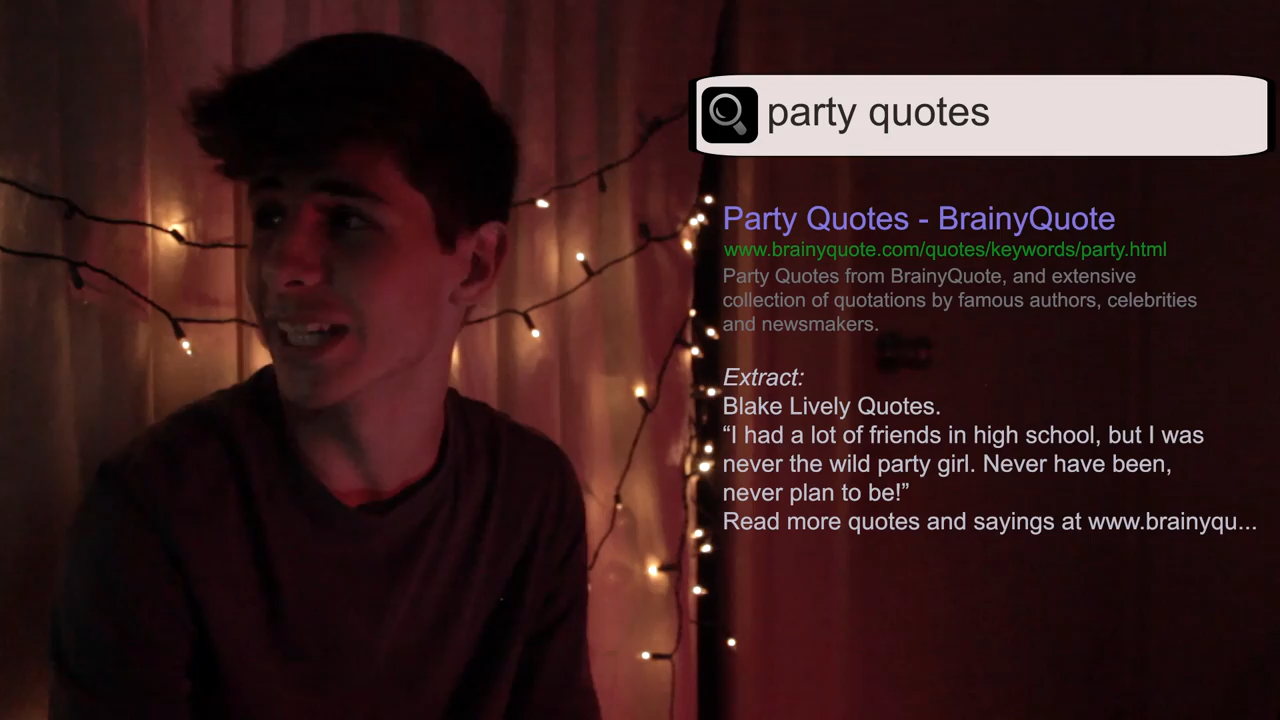 party quotes
Party Quotes - BrainyQuote
www.brainyquote.com/quotes/keywords/party.html
Party Quotes from BrainyQuote, and extensive
collection of quotations by famous authors, celebrities
and newsmakers.
Extract:
Blake Lively Quotes.
“I had a lot of friends in high school, but I was
never the wild party girl. Never have been,
never plan to be!”
Read more quotes and sayings at www.brainyqu...